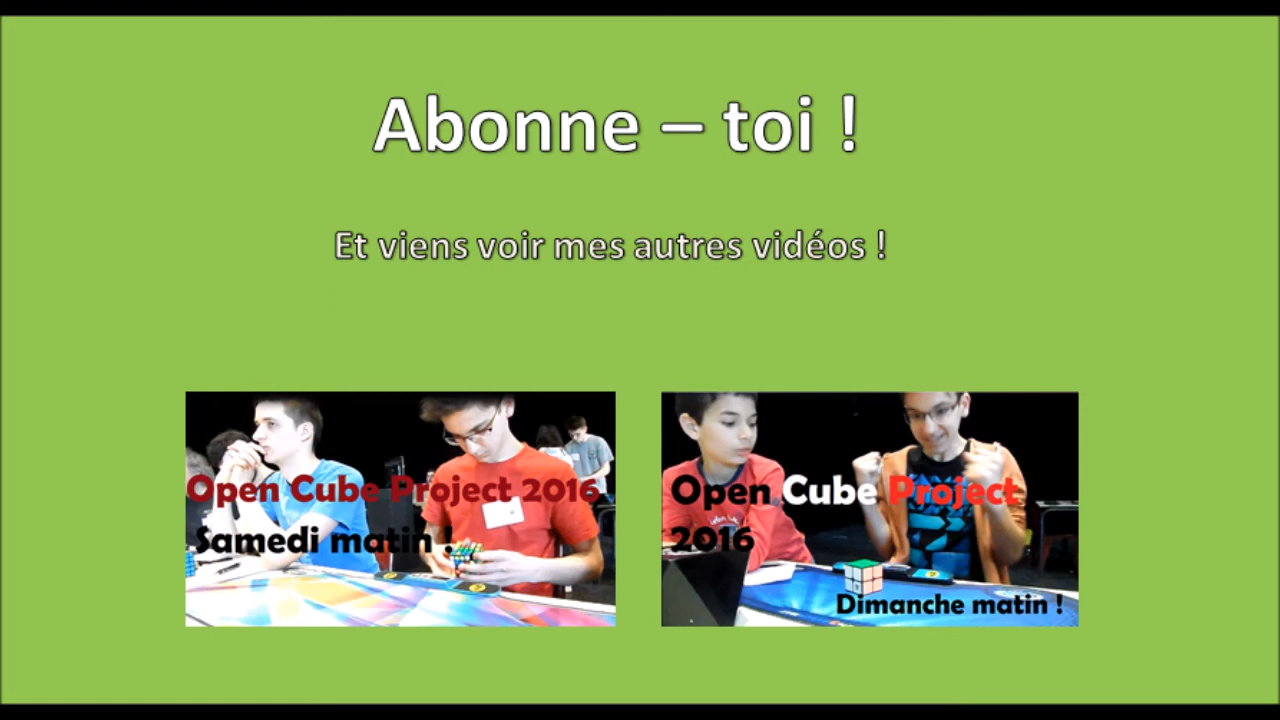 Abonne – toi !
Et viens voir mes autres vidéos !
Open Cube Project 2016
Samedi matin !
Open Cube Project
2016
Dimanche matin !